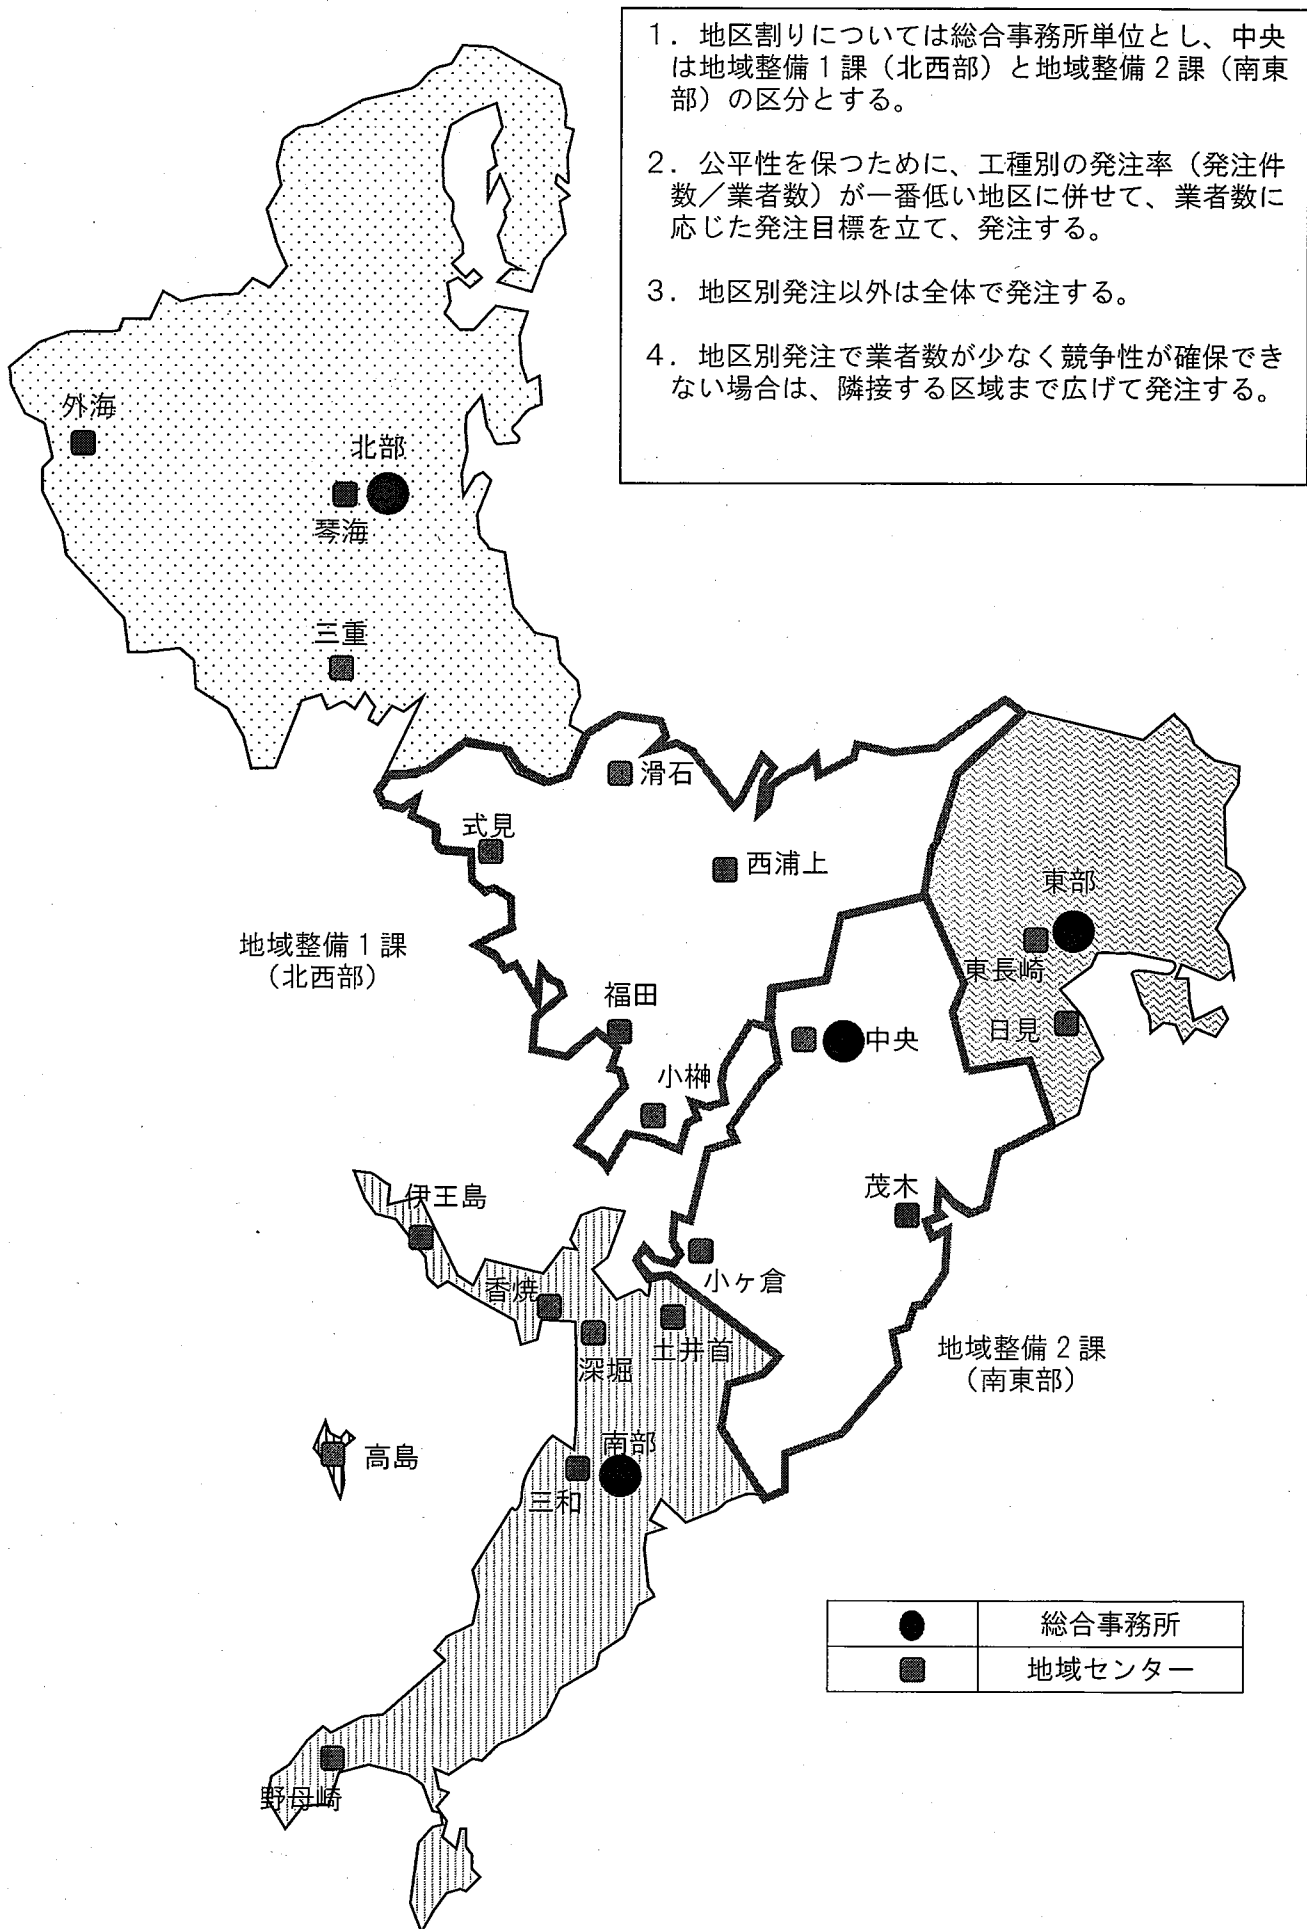 1．地区割りについては総合事務所単位とし、中央
は地域整備1課（北西部）と地域整備2課（南東
部）の区分とする。
2．公平性を保つために、工種別の発注率（発注件
数／業者数）が一番低い地区に併せて、業者数に
応じた発注目標を立て、発注する。
3．地区別発注以外は全体で発注する。
4．地区別発注で業者数が少なく競争性が確保でき
ない場合は、隣接する区域まで広げて発注する。
外海
北部
琴海
三重
滑石
式見
西浦上
東部
地域整備1課
（北西部）
東長崎
福田
日見
中央
小榊
茂木
伊王島
小ヶ倉
香焼
土井首
深堀
地域整備2課
（南東部）
南部
高島
三和
総合事務所
地域センター
野母崎